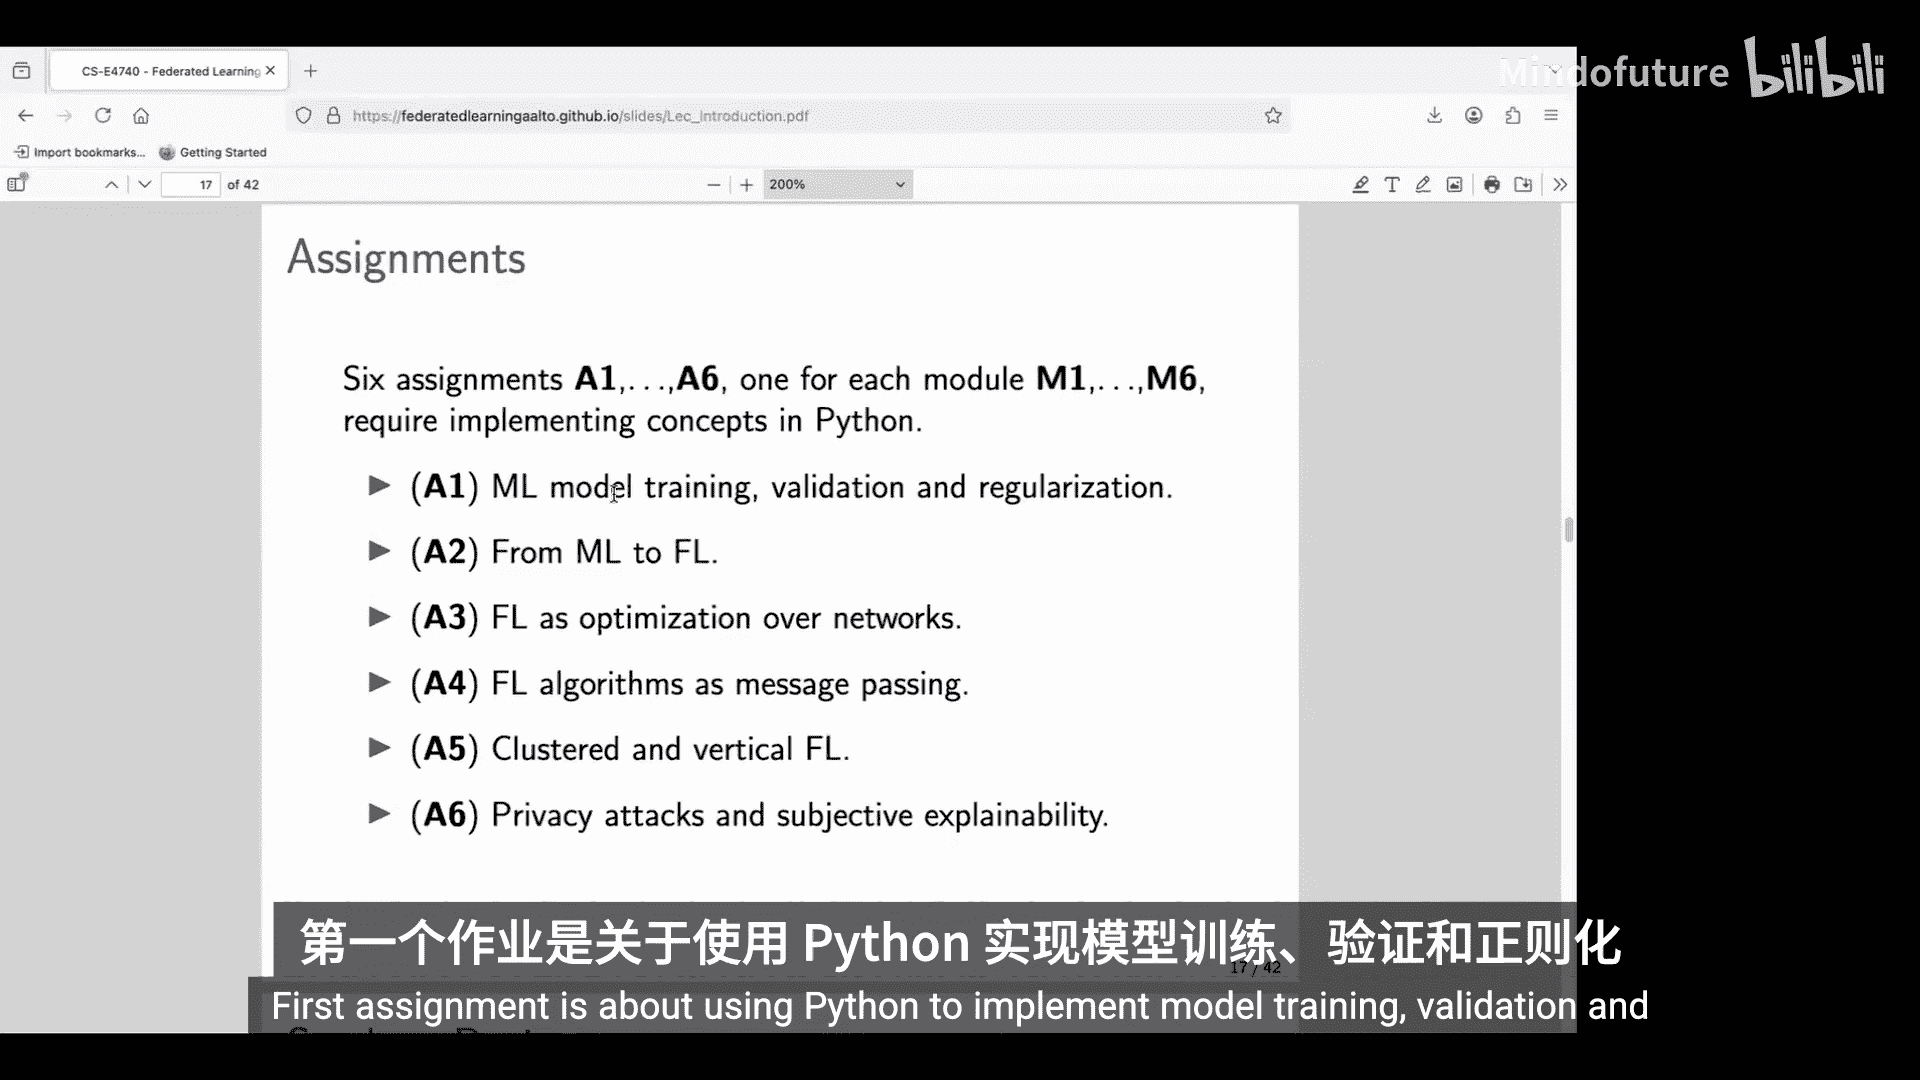 Mindofuture bilibili
CS-E4740 - Federated Learning
https://federatedlearningaalto.github.io/slides/Lec_Introduction.pdf
Import bookmarks... Getting Started
17 of 42
200%
Assignments
Six assignments A1,...,A6, one for each module M1,...,M6,
require implementing concepts in Python.
(A1) ML model training, validation and regularization.
(A2) From ML to FL.
(A3) FL as optimization over networks.
(A4) FL algorithms as message passing.
(A5) Clustered and vertical FL.
(A6) Privacy attacks and subjective explainability.
第一个作业是关于使用 Python 实现模型训练、验证和正则化
17 / 42
First assignment is about using Python to implement model training, validation and